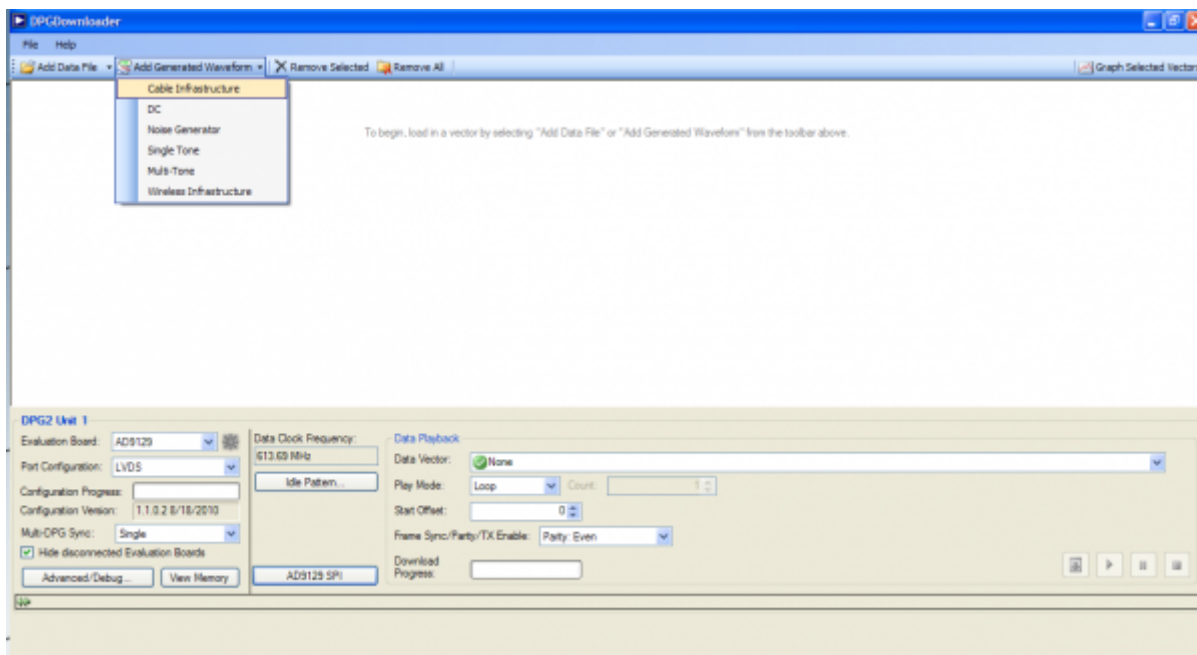 DPGDownloader
File Help
Add Data File Add Generated Waveform Remove Selected Remove All Graph Selected Vector
Cable Infrastructure
DC
Noise Generator
Single Tone
Multi-Tone
Wireless Infrastructure
To begin, load in a vector by selecting "Add Data File" or "Add Generated Waveform" from the toolbar above.
DPG2 Unit 1
Evaluation Board: AD9129
Port Configuration: LVDS
Configuration Progress:
Configuration Version: 1.1.0.2 8/18/2010
Multi-DPG Sync: Single
Hide disconnected Evaluation Boards
Advanced/Debug... View Memory
Data Clock Frequency:
613.69 MHz
Idle Pattern...
AD9129 SPI
Data Playback
Data Vector: None
Play Mode: Loop Count: 1
Start Offset: 0
Frame Sync/Parity/TX Enable: Parity: Even
Download
Progress: